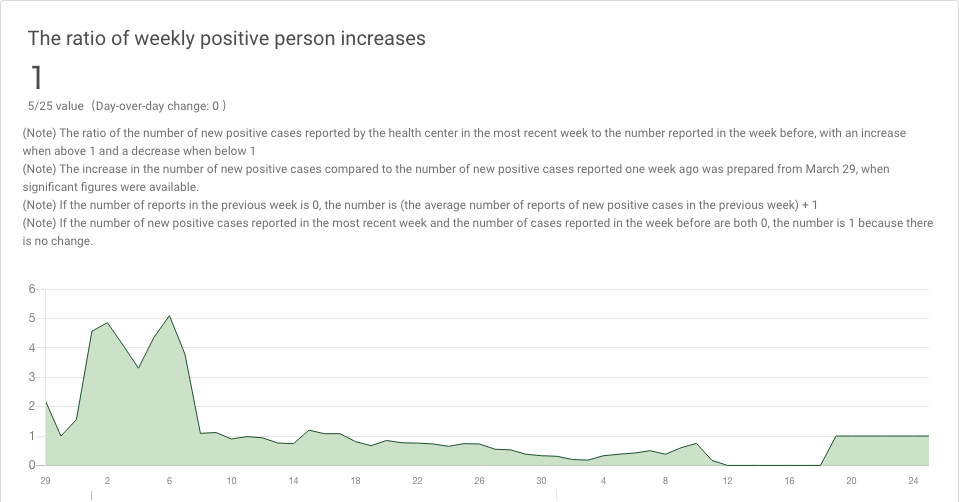 The ratio of weekly positive person increases
1
5/25 value（Day-over-day change: 0 ）
(Note) The ratio of the number of new positive cases reported by the health center in the most recent week to the number reported in the week before, with an increase
when above 1 and a decrease when below 1
(Note) The increase in the number of new positive cases compared to the number of new positive cases reported one week ago was prepared from March 29, when
significant figures were available.
(Note) If the number of reports in the previous week is 0, the number is (the average number of reports of new positive cases in the previous week) + 1
(Note) If the number of new positive cases reported in the most recent week and the number of cases reported in the week before are both 0, the number is 1 because there
is no change.
6
5
4
3
2
1
0
29 2 6 10 14 18 22 26 30 4 8 12 16 20 24